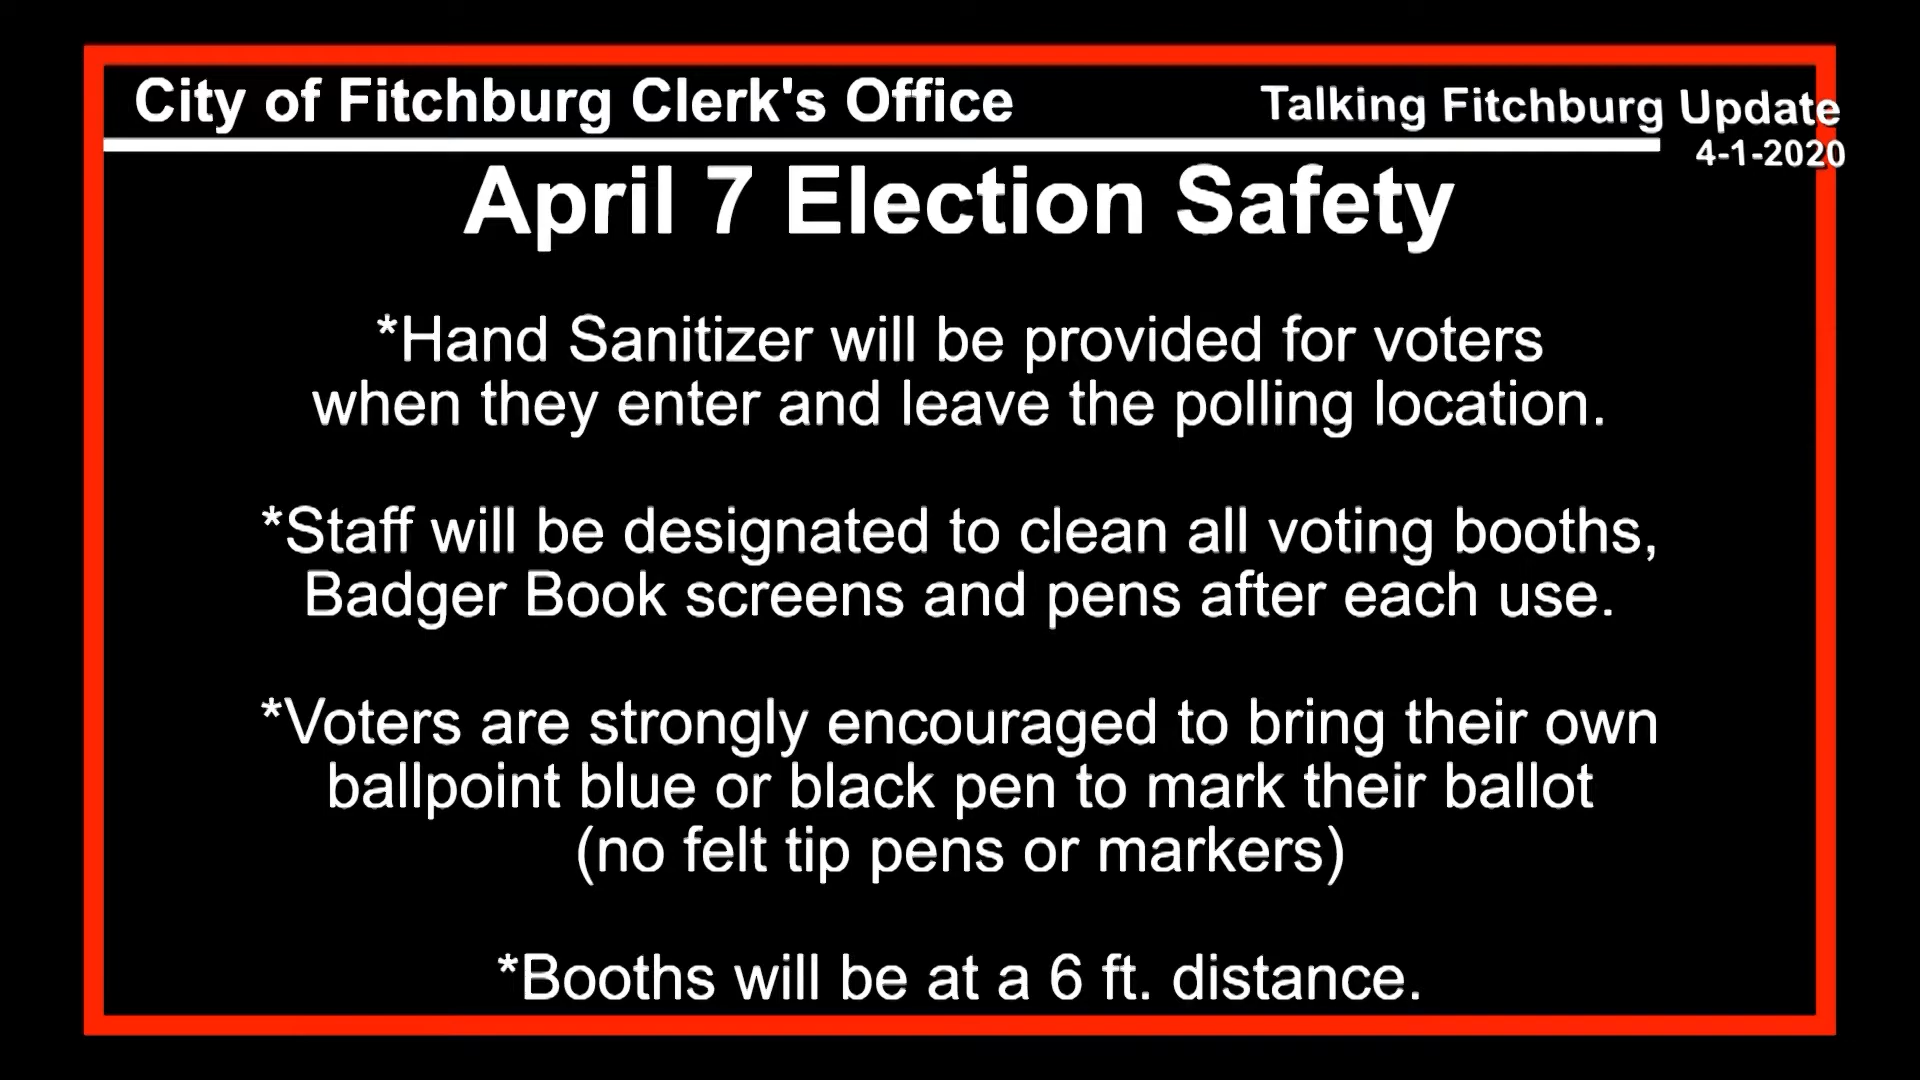 City of Fitchburg Clerk's Office
Talking Fitchburg Update
4-1-2020
April 7 Election Safety
*Hand Sanitizer will be provided for voters
when they enter and leave the polling location.
*Staff will be designated to clean all voting booths,
Badger Book screens and pens after each use.
*Voters are strongly encouraged to bring their own
ballpoint blue or black pen to mark their ballot
(no felt tip pens or markers)
*Booths will be at a 6 ft. distance.